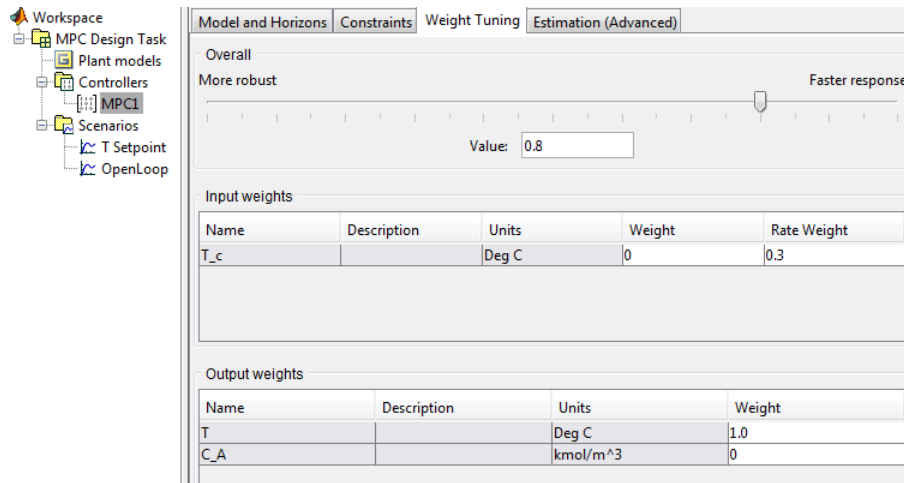 Workspace
MPC Design Task
Plant models
Controllers
MPC1
Scenarios
T Setpoint
OpenLoop
Model and Horizons Constraints Weight Tuning Estimation (Advanced)
Overall
More robust Faster response
Value: 0.8
Input weights
Name Description Units Weight Rate Weight
T_c Deg C 0 0.3
Output weights
Name Description Units Weight
T Deg C 1.0
C_A kmol/m^3 0